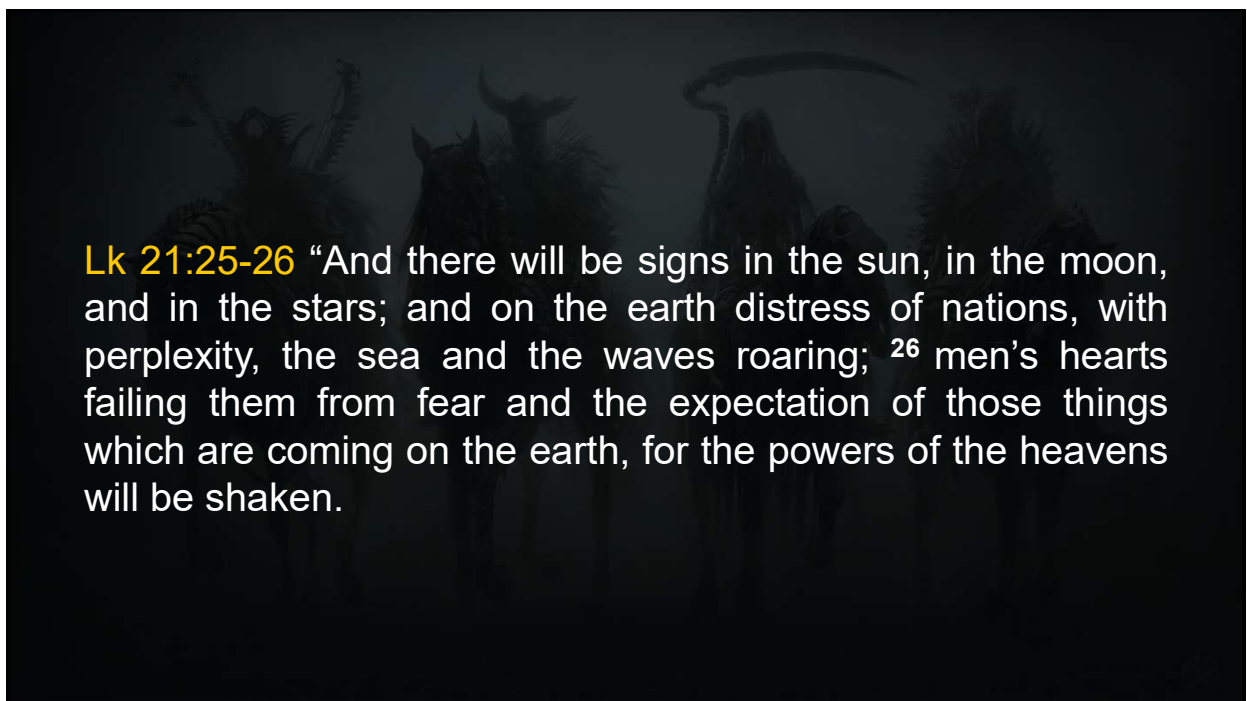 Lk 21:25-26 “And there will be signs in the sun, in the moon,
and in the stars; and on the earth distress of nations, with
perplexity, the sea and the waves roaring; 26 men’s hearts
failing them from fear and the expectation of those things
which are coming on the earth, for the powers of the heavens
will be shaken.